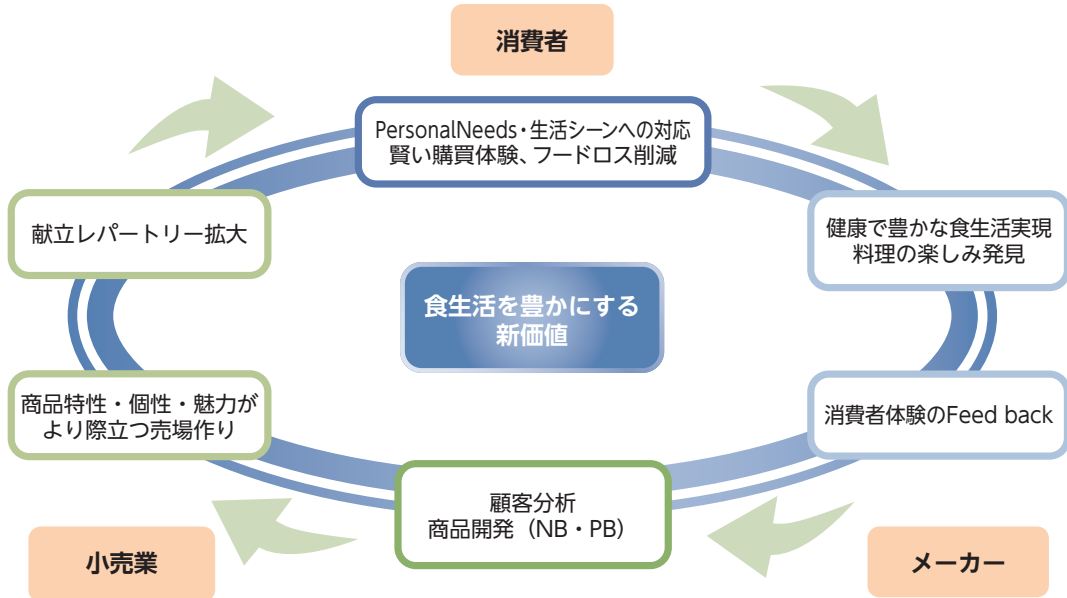 消費者
PersonalNeeds・生活シーンへの対応
賢い購買体験、フードロス削減
献立レパートリー拡大
健康で豊かな食生活実現
料理の楽しみ発見
食生活を豊かにする
新価値
商品特性・個性・魅力が
より際立つ売場作り
消費者体験のFeed back
顧客分析
商品開発（NB・PB）
小売業
メーカー